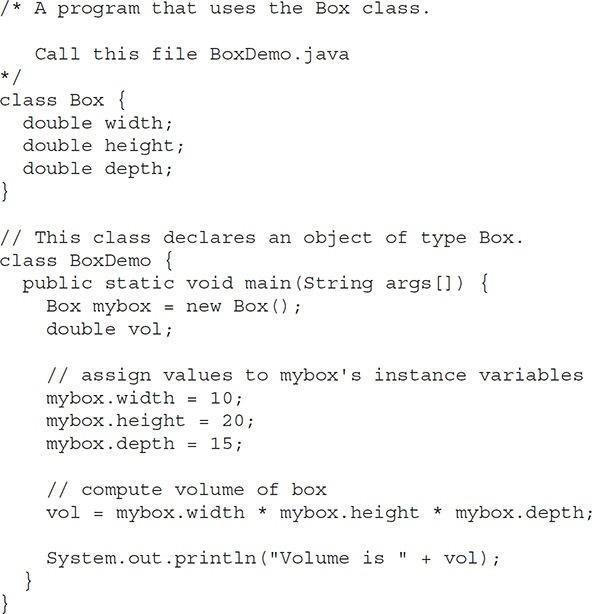 /* A program that uses the Box class.
Call this file BoxDemo.java
*/
class Box {
double width;
double height;
double depth;
}
// This class declares an object of type Box.
class BoxDemo {
public static void main(String args[]) {
Box mybox = new Box();
double vol;
// assign values to mybox's instance variables
mybox.width = 10;
mybox.height = 20;
mybox.depth = 15;
// compute volume of box
vol = mybox.width * mybox.height * mybox.depth;
System.out.println("Volume is " + vol);
}
}